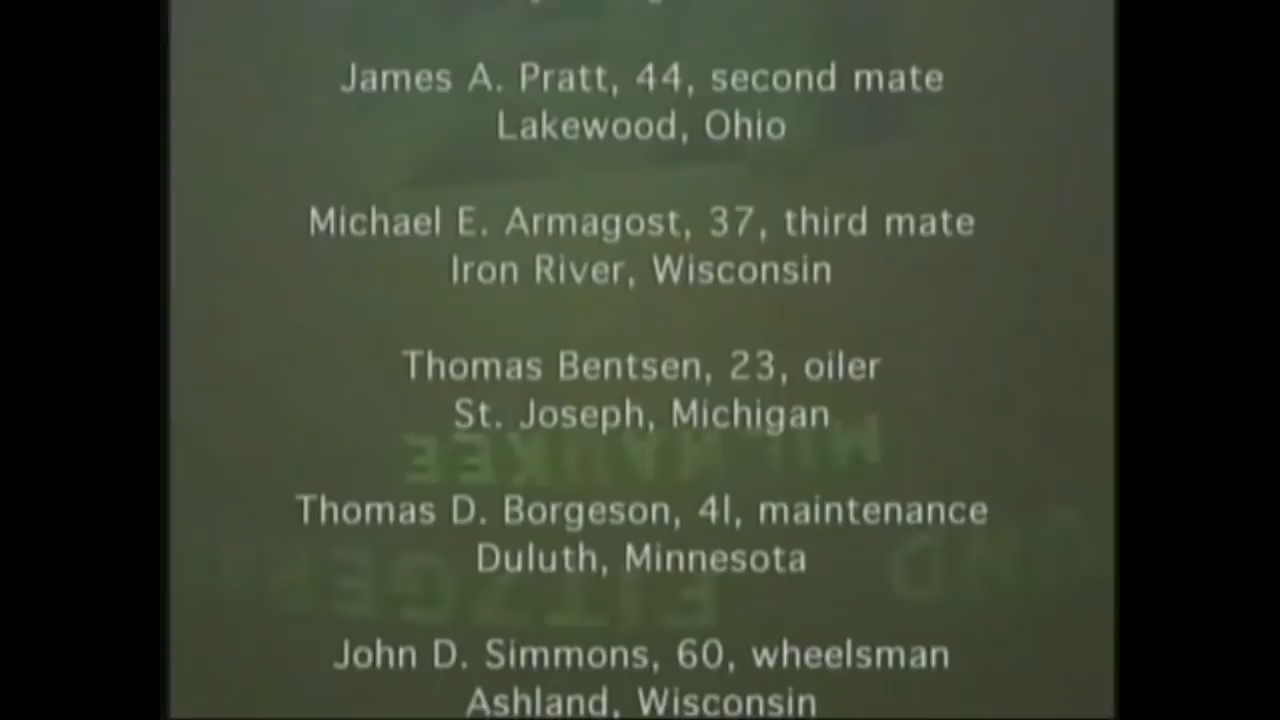 James A. Pratt, 44, second mate
Lakewood, Ohio
Michael E. Armagost, 37, third mate
Iron River, Wisconsin
Thomas Bentsen, 23, oiler
St. Joseph, Michigan
MILWAUKEE
Thomas D. Borgeson, 4l, maintenance
Duluth, Minnesota
John D. Simmons, 60, wheelsman
Ashland, Wisconsin